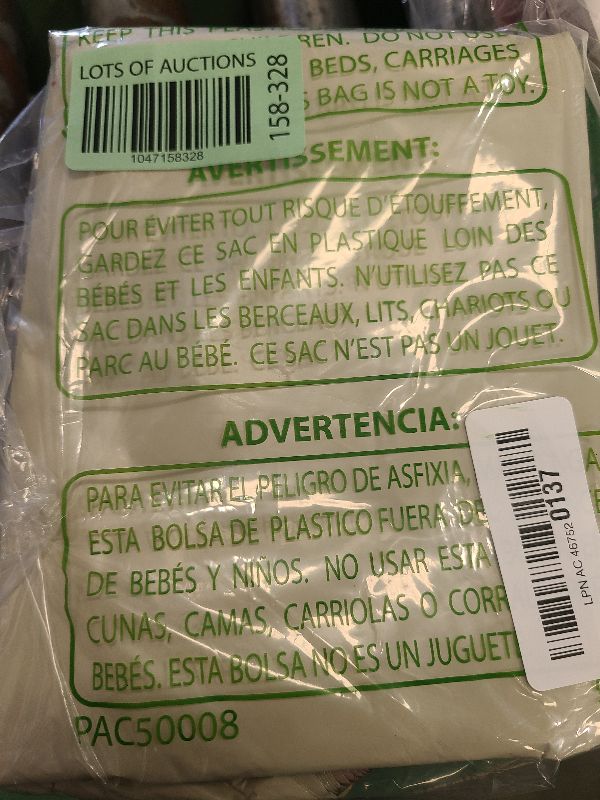 KEEP THIS
REN. DO NOT USE
BEDS, CARRIAGES
BAG IS NOT A TOY.
LOTS OF AUCTIONS
158-328
1047158328
AVERTISSEMENT:
POUR ÉVITER TOUT RISQUE D'ÉTOUFFEMENT,
GARDEZ CE SAC EN PLASTIQUE LOIN DES
BÉBÉS ET LES ENFANTS. N'UTILISEZ PAS CE
SAC DANS LES BERCEAUX, LITS, CHARIOTS OU
PARC AU BÉBÉ. CE SAC N'EST PAS UN JOUET.
ADVERTENCIA:
PARA EVITAR EL PELIGRO DE ASFIXIA,
ESTA BOLSA DE PLASTICO FUERA DE
DE BEBÉS Y NIÑOS. NO USAR ESTA
CUNAS, CAMAS, CARRIOLAS O CORR
BEBÉS. ESTA BOLSA NO ES UN JUGUET
LPN AC 46752 0137
PAC50008